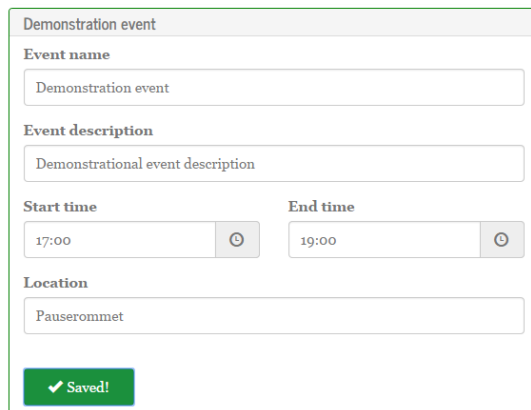 Demonstration event
Event name
Demonstration event
Event description
Demonstrational event description
Start time End time
17:00 19:00
Location
Pauserommet
Saved!